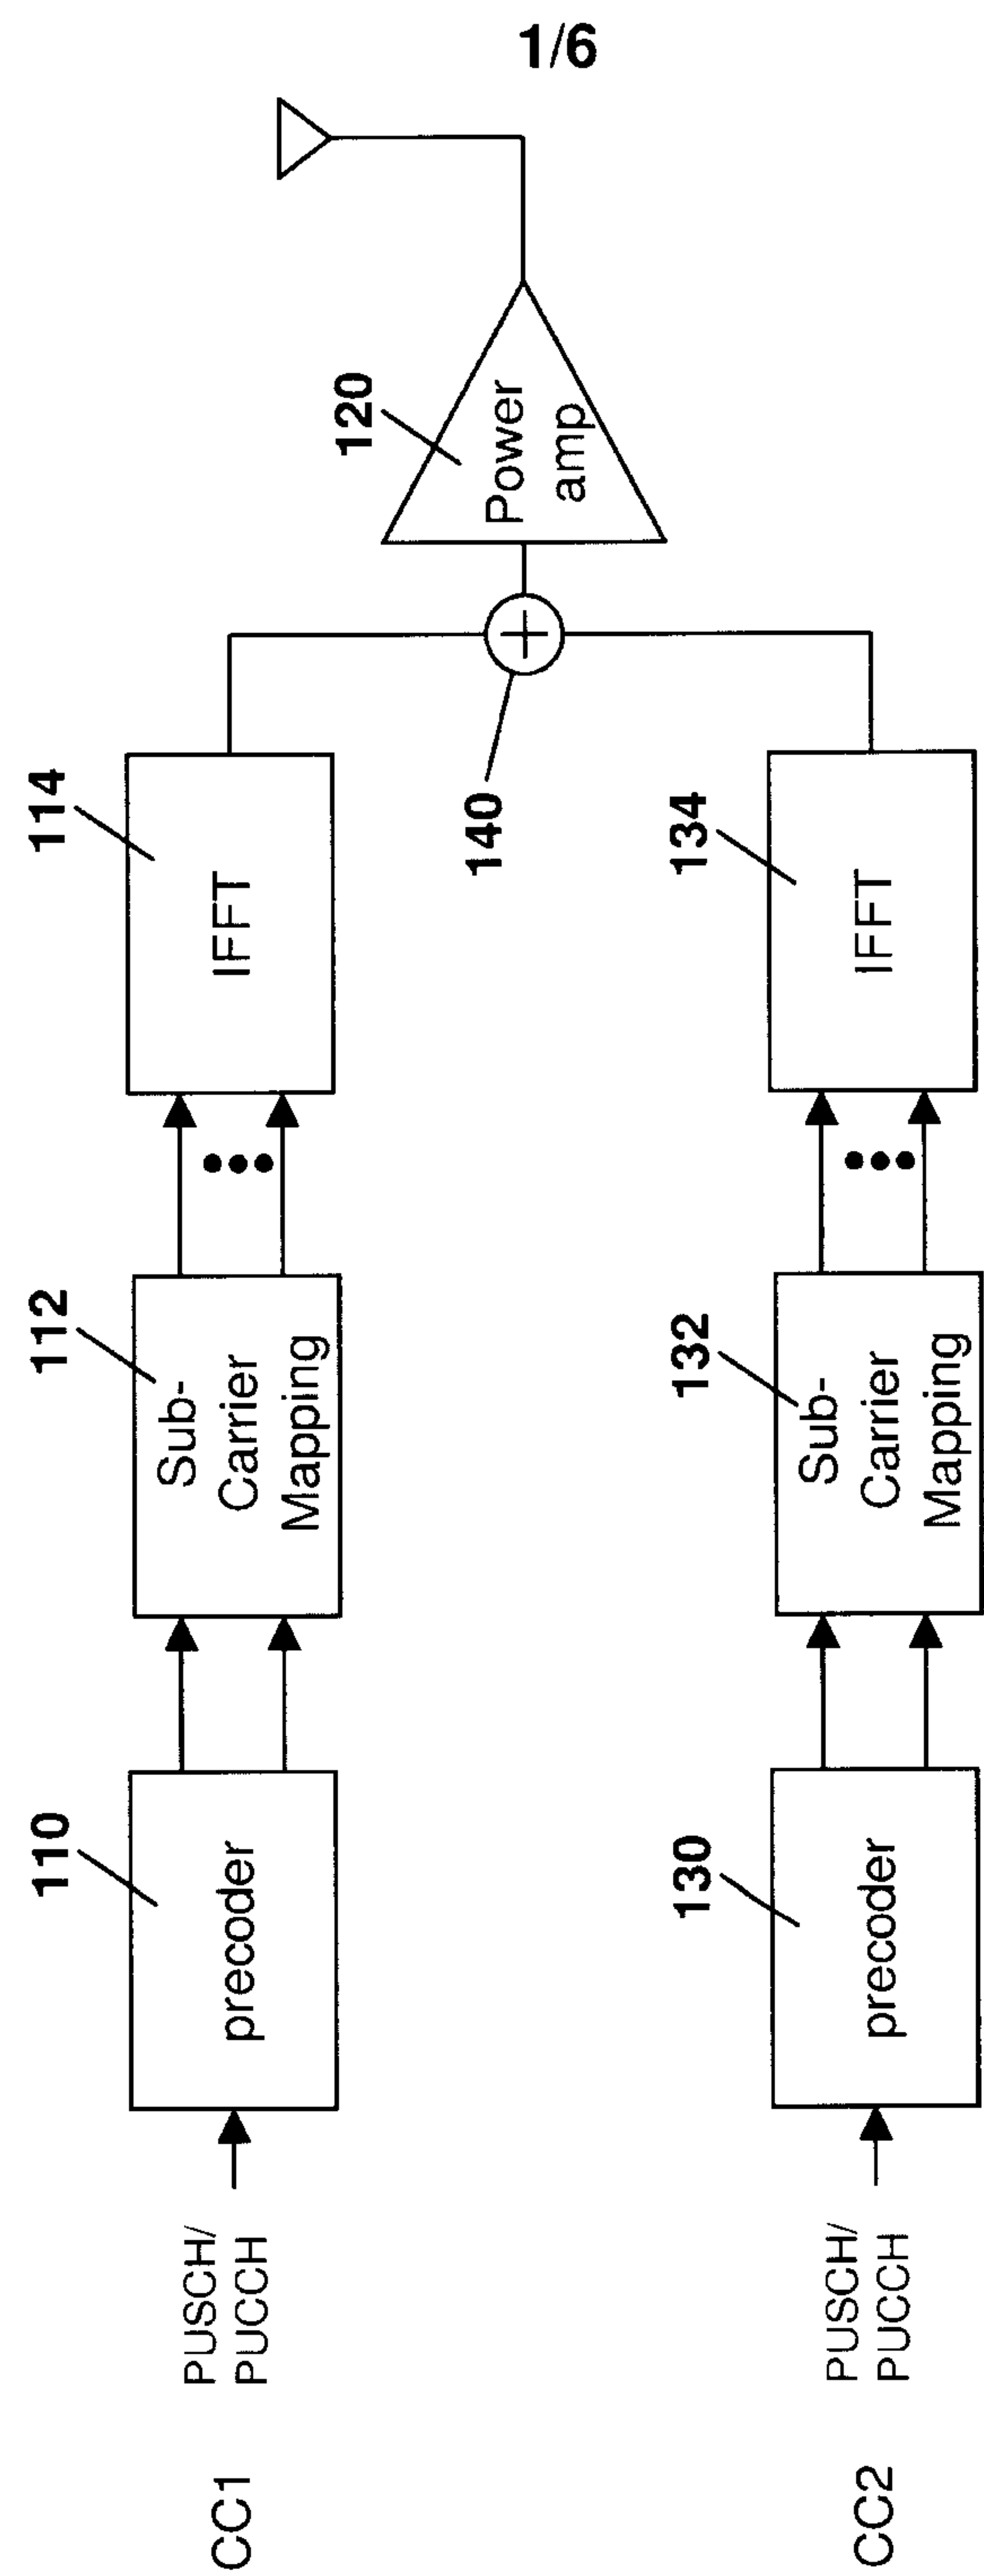 1/6
CC1
PUSCH/
PUCCH
110
precoder
112
Sub-
Carrier
Mapping
114
IFFT
120
Power
amp
140
CC2
PUSCH/
PUCCH
130
precoder
132
Sub-
Carrier
Mapping
134
IFFT